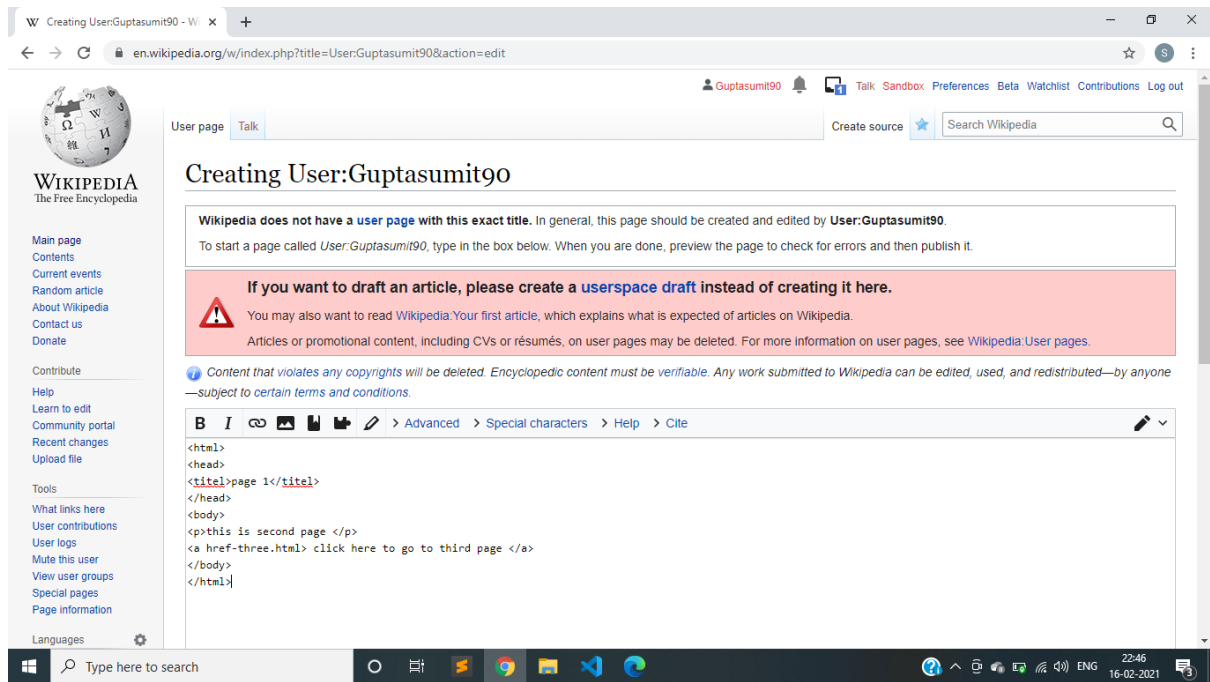 Creating User:Guptasumit90 - Wi
en.wikipedia.org/w/index.php?title=User:Guptasumit90&action=edit
S
Guptasumit90 1 Talk Sandbox Preferences Beta Watchlist Contributions Log out
User page Talk Create source Search Wikipedia
WIKIPEDIA
The Free Encyclopedia
Main page
Contents
Current events
Random article
About Wikipedia
Contact us
Donate
Contribute
Help
Learn to edit
Community portal
Recent changes
Upload file
Tools
What links here
User contributions
User logs
Mute this user
View user groups
Special pages
Page information
Languages
Creating User:Guptasumit90
Wikipedia does not have a user page with this exact title. In general, this page should be created and edited by User:Guptasumit90.
To start a page called User:Guptasumit90, type in the box below. When you are done, preview the page to check for errors and then publish it.
If you want to draft an article, please create a userspace draft instead of creating it here.
You may also want to read Wikipedia:Your first article, which explains what is expected of articles on Wikipedia.
Articles or promotional content, including CVs or résumés, on user pages may be deleted. For more information on user pages, see Wikipedia:User pages.
Content that violates any copyrights will be deleted. Encyclopedic content must be verifiable. Any work submitted to Wikipedia can be edited, used, and redistributed—by anyone
—subject to certain terms and conditions.
B I Advanced Special characters Help Cite
<html>
<head>
<titel>page 1</titel>
</head>
<body>
<p>this is second page </p>
<a href-three.html> click here to go to third page </a>
</body>
</html>
Type here to search
ENG
22:46
16-02-2021
3